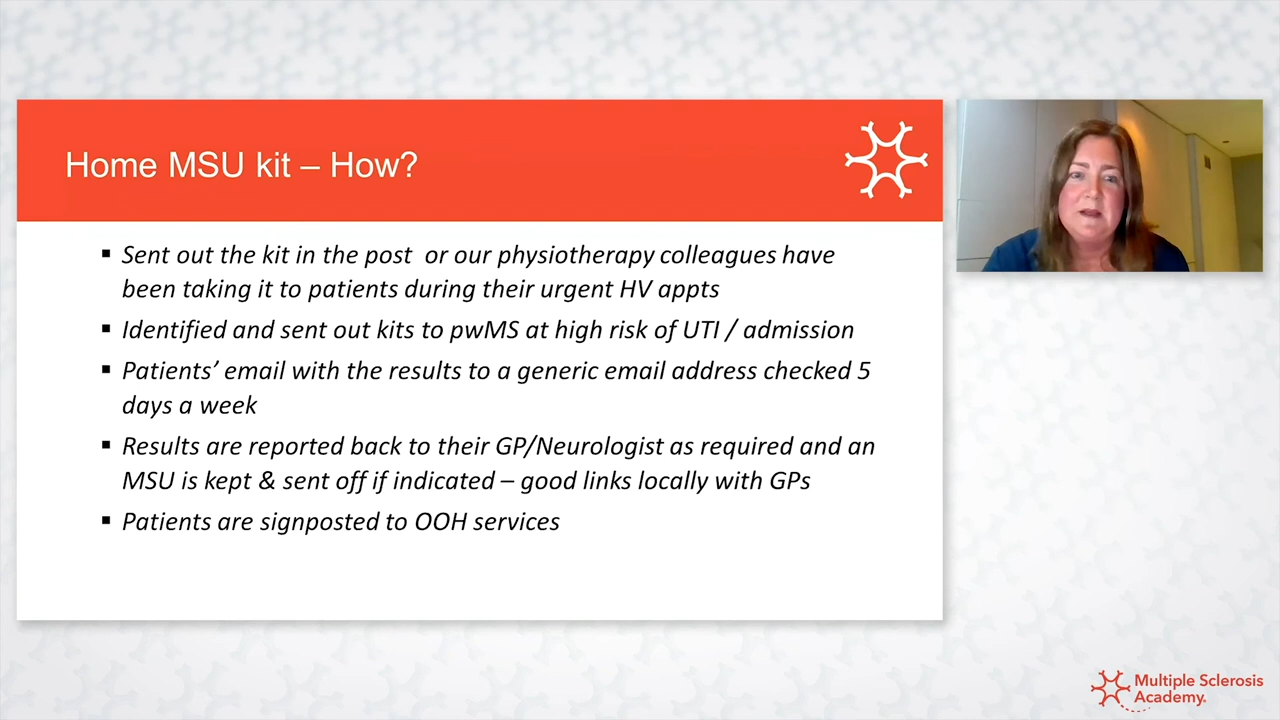 Home MSU kit – How?
▪ Sent out the kit in the post or our physiotherapy colleagues have
been taking it to patients during their urgent HV appts
▪ Identified and sent out kits to pwMS at high risk of UTI / admission
▪ Patients’ email with the results to a generic email address checked 5
days a week
▪ Results are reported back to their GP/Neurologist as required and an
MSU is kept & sent off if indicated – good links locally with GPs
▪ Patients are signposted to OOH services
Multiple Sclerosis
Academy.